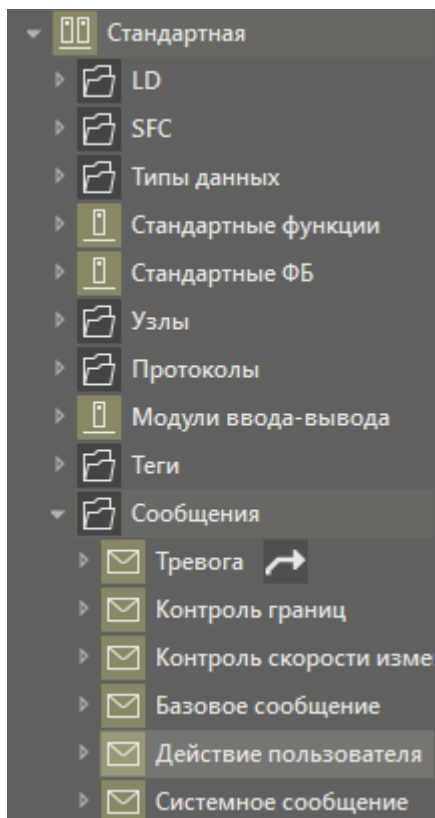 Стандартная
LD
SFC
Типы данных
Стандартные функции
Стандартные ФБ
Узлы
Протоколы
Модули ввода-вывода
Теги
Сообщения
Тревога
Контроль границ
Контроль скорости изме
Базовое сообщение
Действие пользователя
Системное сообщение